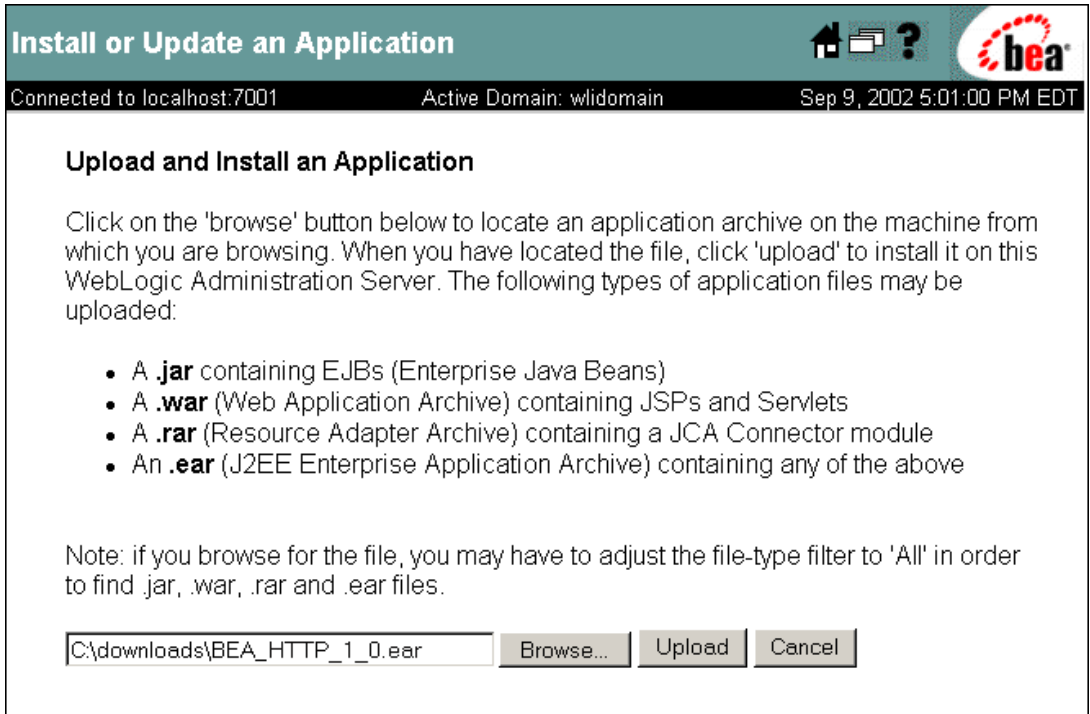 Install or Update an Application
?
bea
Connected to localhost:7001 Active Domain: wlidomain Sep 9, 2002 5:01:00 PM EDT
Upload and Install an Application
Click on the 'browse' button below to locate an application archive on the machine from
which you are browsing. When you have located the file, click 'upload' to install it on this
WebLogic Administration Server. The following types of application files may be
uploaded:
• A .jar containing EJBs (Enterprise Java Beans)
• A .war (Web Application Archive) containing JSPs and Servlets
• A .rar (Resource Adapter Archive) containing a JCA Connector module
• An .ear (J2EE Enterprise Application Archive) containing any of the above
Note: if you browse for the file, you may have to adjust the file-type filter to 'All' in order
to find .jar, .war, .rar and .ear files.
C:\downloads\BEA_HTTP_1_0.ear Browse... Upload Cancel